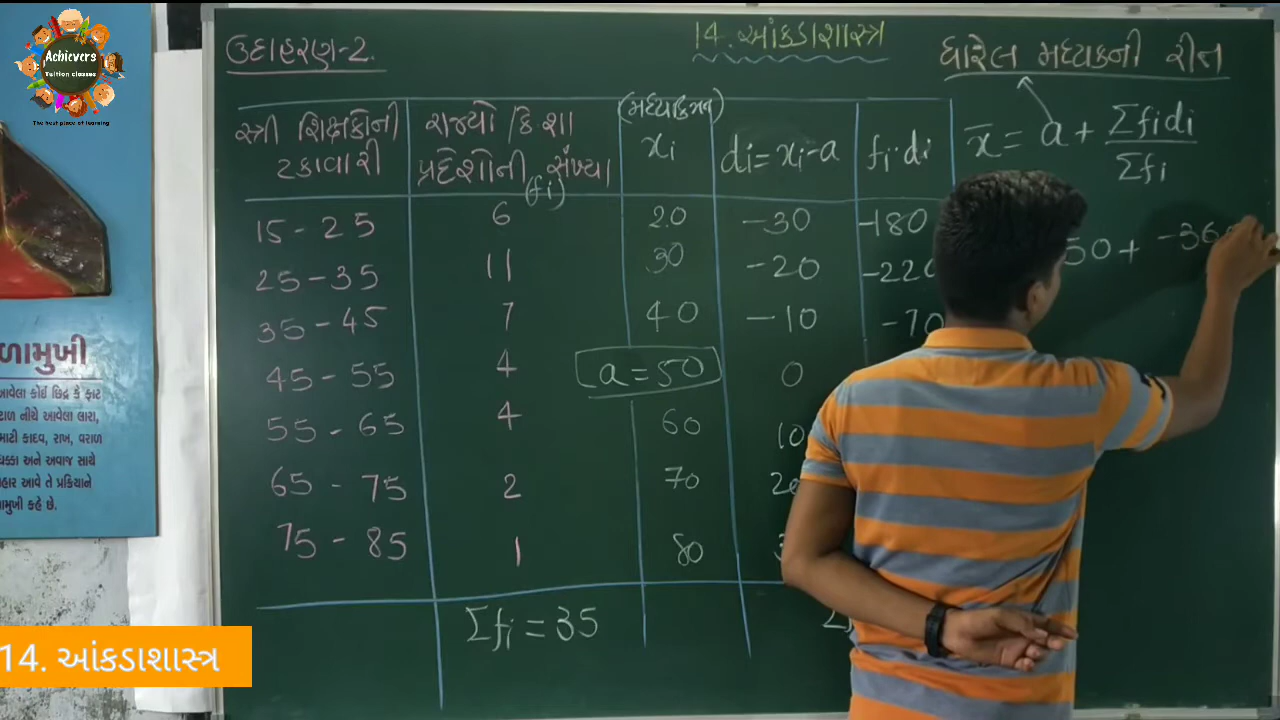 Achievers
Tuition classes
The best place of learning
ઉદાહરણ-2.
14. આંકડાશાસ્ત્ર
ધારેલ મધ્યકની રીત
સ્ત્રી શિક્ષકોની ટકાવારી
રાજ્યો / કે.શા પ્રદેશોની સંખ્યા (fi)
(મધ્યકિંમત) xi
di = xi - a
fi·di
x̄ = a + Σfidi / Σfi
15 - 25 6 20 -30 -180
25 - 35 11 30 -20 -220
35 - 45 7 40 -10 -70
45 - 55 4 a = 50 0
55 - 65 4 60 10
65 - 75 2 70
75 - 85 1 80
Σfi = 35
50 + -36
ળામુખી
આવેલા કોઈ છિદ્ર કે ફાટ
ટાળ નીચે આવેલા લારા,
માટી કાદવ, રાખ, વરાળ
ધક્કા અને અવાજ સાથે
હાર આવે તે પ્રક્રિયાને
ામુખી કહે છે.
14. આંકડાશાસ્ત્ર